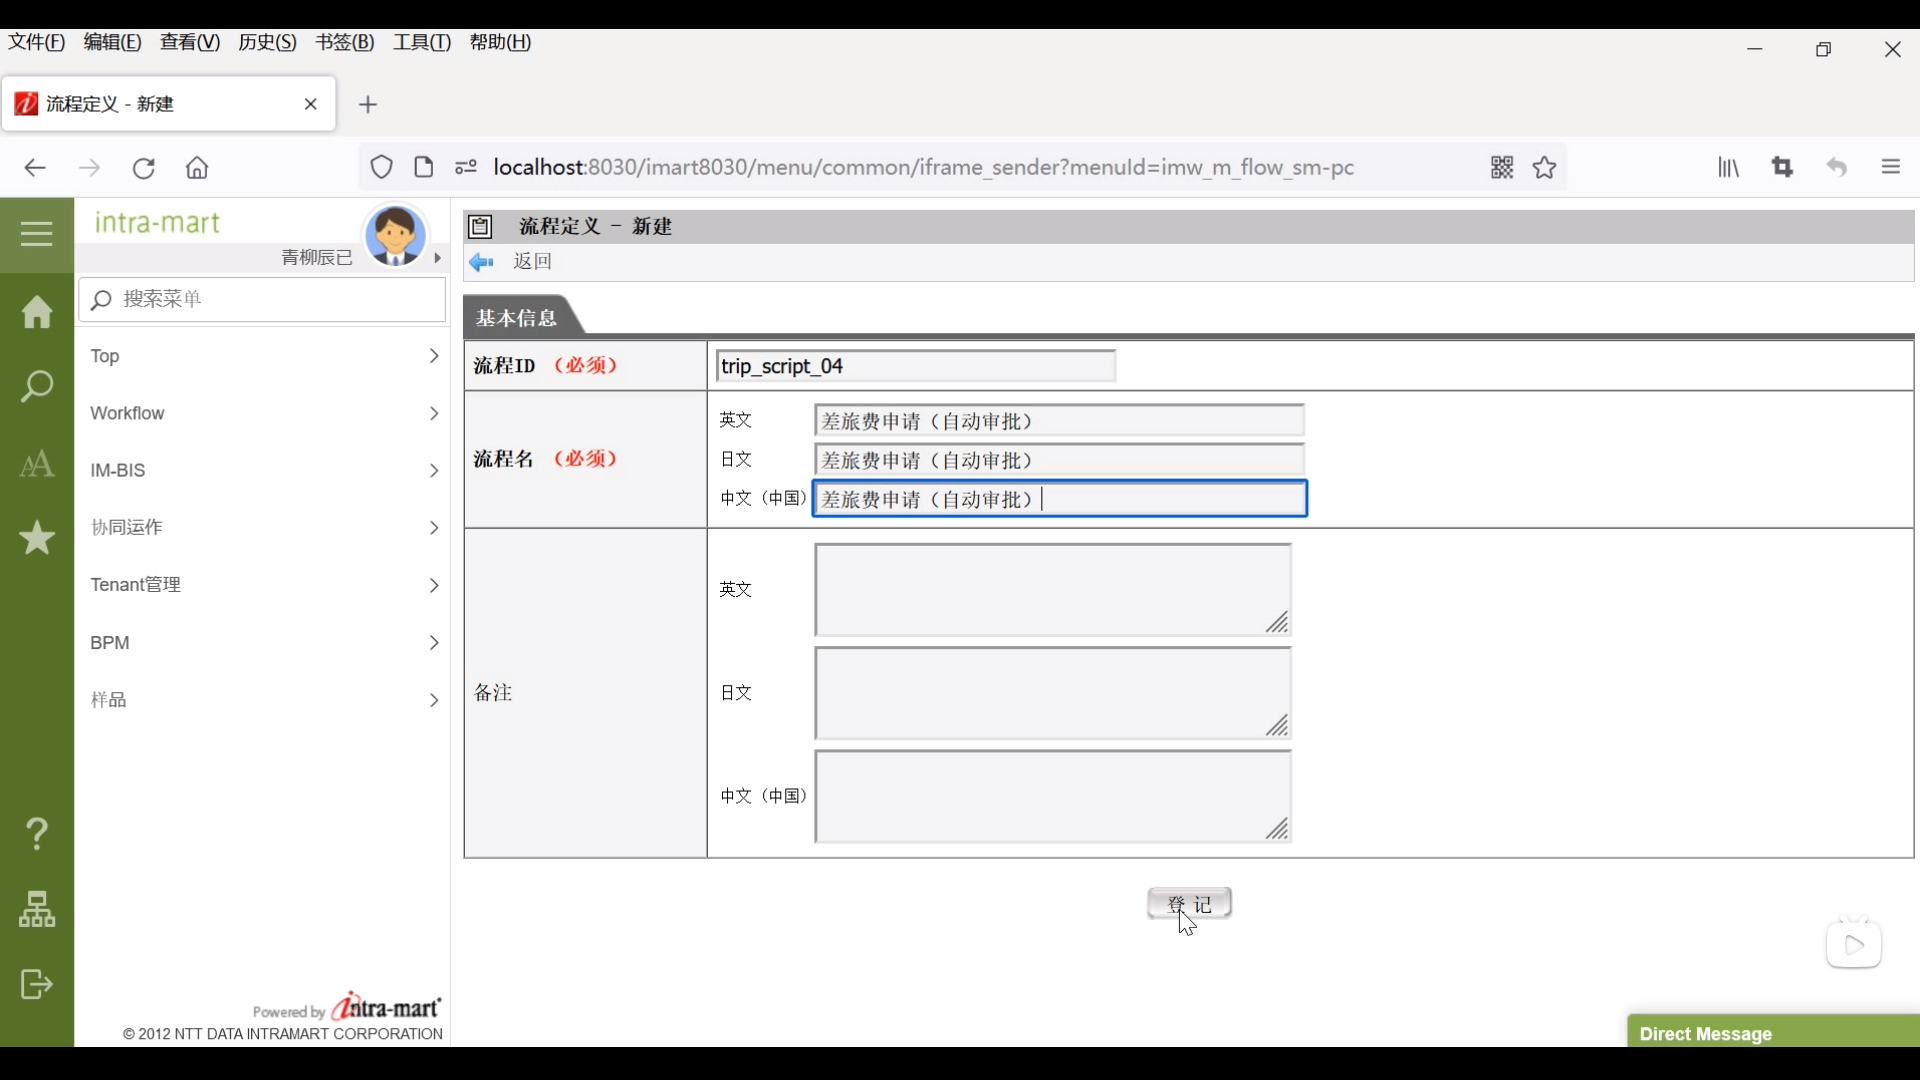 文件(F) 编辑(E) 查看(V) 历史(S) 书签(B) 工具(T) 帮助(H)
流程定义 - 新建
localhost:8030/imart8030/menu/common/iframe_sender?menuId=imw_m_flow_sm-pc
intra-mart
青柳辰已
搜索菜单
Top
Workflow
IM-BIS
协同运作
Tenant管理
BPM
样品
Powered by intra-mart
© 2012 NTT DATA INTRAMART CORPORATION
流程定义 - 新建
返回
基本信息
流程ID (必须) trip_script_04
流程名 (必须)
英文 差旅费申请（自动审批）
日文 差旅费申请（自动审批）
中文（中国） 差旅费申请（自动审批）
备注
英文
日文
中文（中国）
登 记
Direct Message